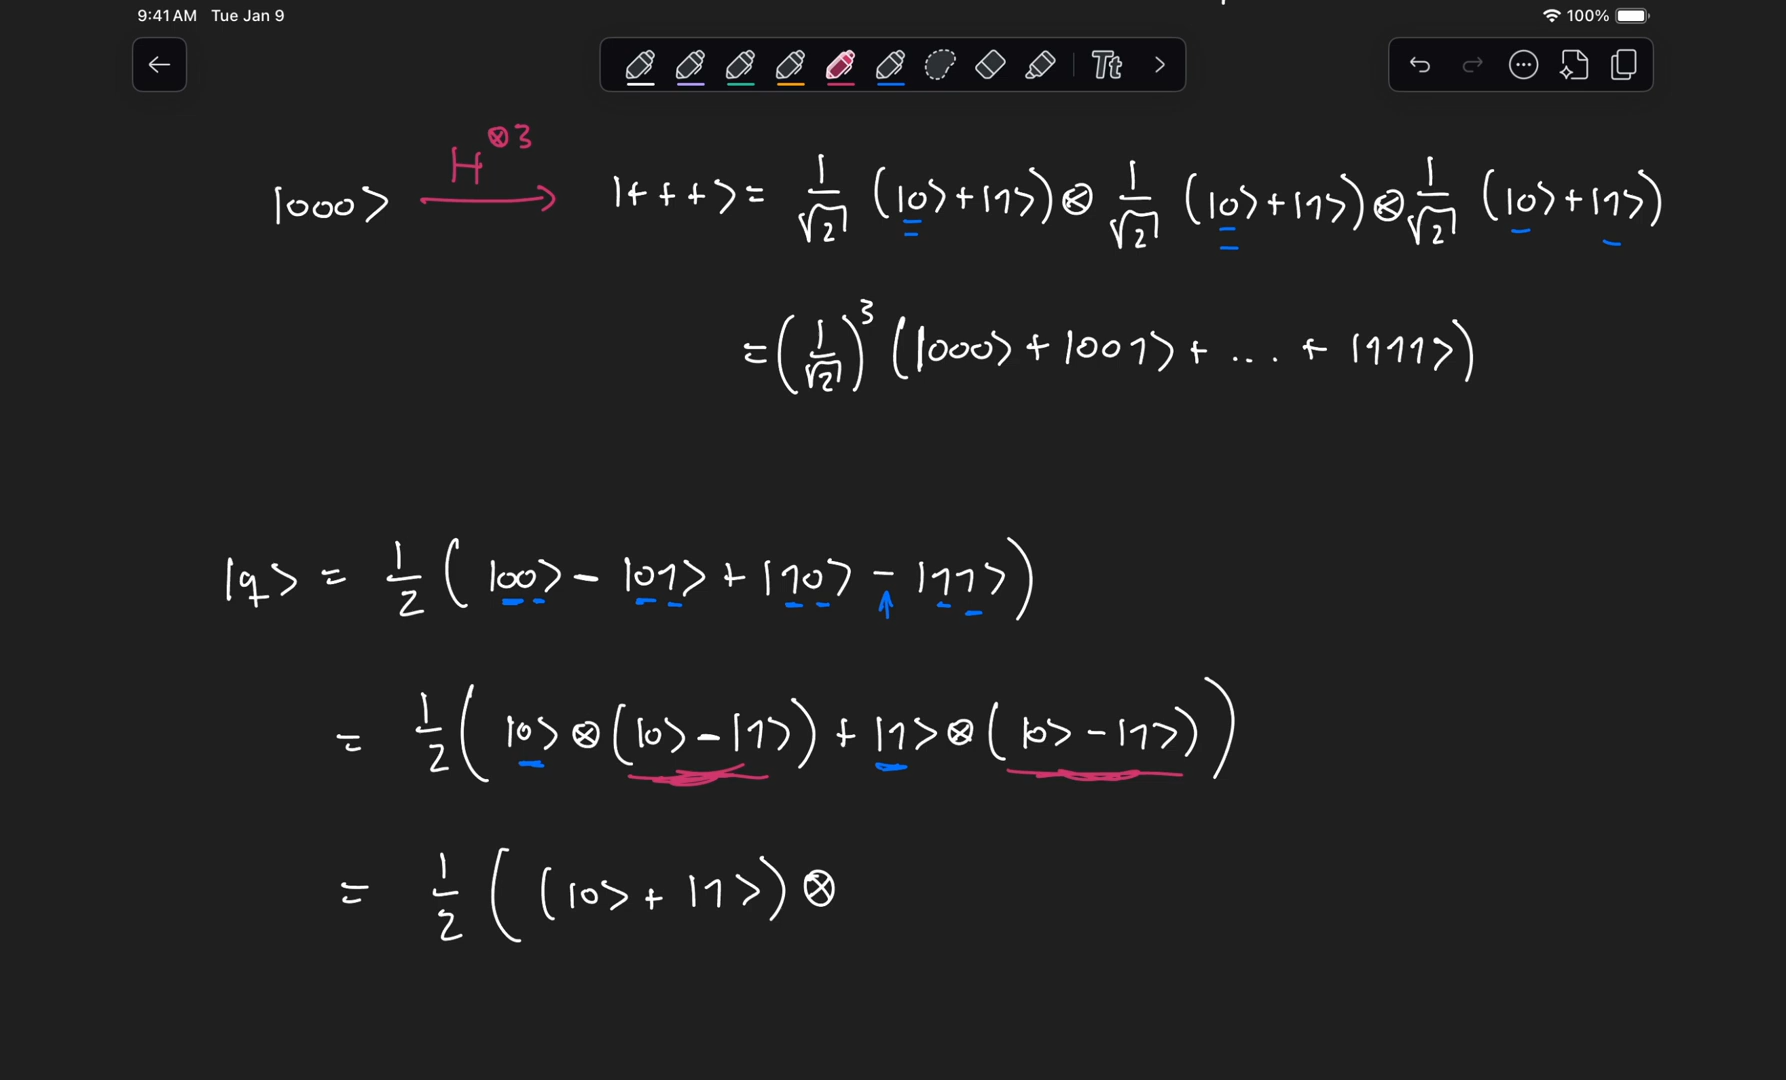 9:41 AM Tue Jan 9
100%
Tt
|000⟩ H^{⊗3} → |+++⟩ = 1/√2 (|0⟩+|1⟩) ⊗ 1/√2 (|0⟩+|1⟩) ⊗ 1/√2 (|0⟩+|1⟩)
= (1/√2)^3 (|000⟩ + |001⟩ + ... + |111⟩)
|q⟩ = 1/2 (|00⟩ - |01⟩ + |10⟩ - |11⟩)
= 1/2 (|0⟩ ⊗ (|0⟩ - |1⟩) + |1⟩ ⊗ (|0⟩ - |1⟩))
= 1/2 ((|0⟩ + |1⟩) ⊗